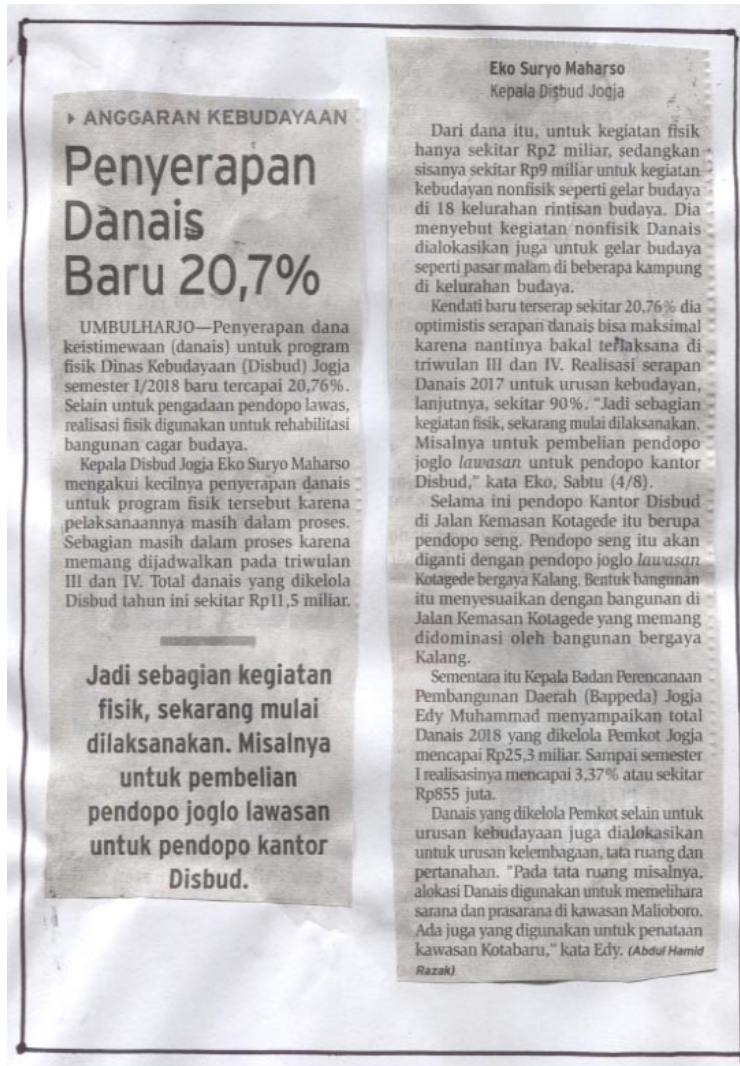 ▸ ANGGARAN KEBUDAYAAN
Penyerapan
Danais
Baru 20,7%
UMBULHARJO—Penyerapan dana
keistimewaan (danais) untuk program
fisik Dinas Kebudayaan (Disbud) Jogja
semester I/2018 baru tercapai 20,76%.
Selain untuk pengadaan pendopo lawas,
realisasi fisik digunakan untuk rehabilitasi
bangunan cagar budaya.
Kepala Disbud Jogja Eko Suryo Maharso
mengakui kecilnya penyerapan danais
untuk program fisik tersebut karena
pelaksanaannya masih dalam proses.
Sebagian masih dalam proses karena
memang dijadwalkan pada triwulan
III dan IV. Total danais yang dikelola
Disbud tahun ini sekitar Rp11,5 miliar.
Jadi sebagian kegiatan
fisik, sekarang mulai
dilaksanakan. Misalnya
untuk pembelian
pendopo joglo lawasan
untuk pendopo kantor
Disbud.
Eko Suryo Maharso
Kepala Disbud Jogja
Dari dana itu, untuk kegiatan fisik
hanya sekitar Rp2 miliar, sedangkan
sisanya sekitar Rp9 miliar untuk kegiatan
kebudayan nonfisik seperti gelar budaya
di 18 kelurahan rintisan budaya. Dia
menyebut kegiatan nonfisik Danais
dialokasikan juga untuk gelar budaya
seperti pasar malam di beberapa kampung
di kelurahan budaya.
Kendati baru terserap sekitar 20,76% dia
optimistis serapan danais bisa maksimal
karena nantinya bakal terlaksana di
triwulan III dan IV. Realisasi serapan
Danais 2017 untuk urusan kebudayan,
lanjutnya, sekitar 90%. "Jadi sebagian
kegiatan fisik, sekarang mulai dilaksanakan.
Misalnya untuk pembelian pendopo
joglo lawasan untuk pendopo kantor
Disbud," kata Eko, Sabtu (4/8).
Selama ini pendopo Kantor Disbud
di Jalan Kemasan Kotagede itu berupa
pendopo seng. Pendopo seng itu akan
diganti dengan pendopo joglo lawasan
Kotagede bergaya Kalang. Bentuk bangunan
itu menyesuaikan dengan bangunan di
Jalan Kemasan Kotagede yang memang
didominasi oleh bangunan bergaya
Kalang.
Sementara itu Kepala Badan Perencanaan
Pembangunan Daerah (Bappeda) Jogja
Edy Muhammad menyampaikan total
Danais 2018 yang dikelola Pemkot Jogja
mencapai Rp25,3 miliar. Sampai semester
I realisasinya mencapai 3,37% atau sekitar
Rp855 juta.
Danais yang dikelola Pemkot selain untuk
urusan kebudayaan juga dialokasikan
untuk urusan kelembagaan, tata ruang dan
pertanahan. "Pada tata ruang misalnya,
alokasi Danais digunakan untuk memelihara
sarana dan prasarana di kawasan Malioboro.
Ada juga yang digunakan untuk penataan
kawasan Kotabaru," kata Edy. (Abdul Hamid
Razak)